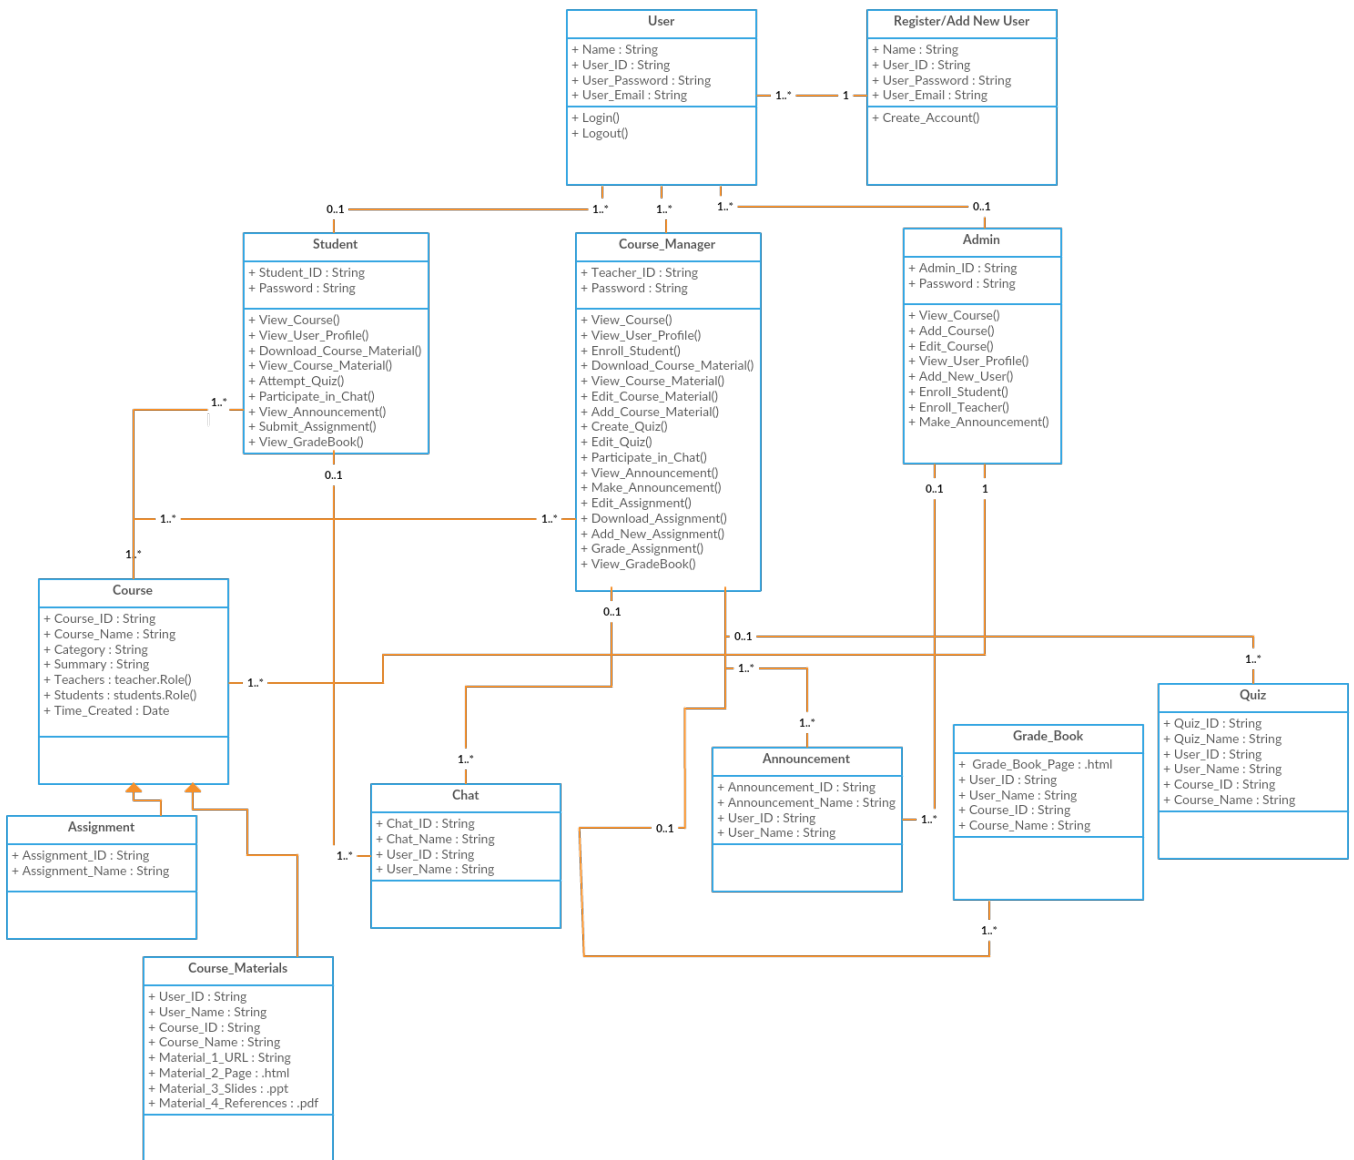 User
+ Name : String
+ User_ID : String
+ User_Password : String
+ User_Email : String
+ Login()
+ Logout()
Register/Add New User
+ Name : String
+ User_ID : String
+ User_Password : String
+ User_Email : String
+ Create_Account()
1..*
1
0..1
1..*
1..*
1..*
0..1
Student
+ Student_ID : String
+ Password : String
+ View_Course()
+ View_User_Profile()
+ Download_Course_Material()
+ View_Course_Material()
+ Attempt_Quiz()
+ Participate_in_Chat()
+ View_Announcement()
+ Submit_Assignment()
+ View_GradeBook()
Course_Manager
+ Teacher_ID : String
+ Password : String
+ View_Course()
+ View_User_Profile()
+ Enroll_Student()
+ Download_Course_Material()
+ View_Course_Material()
+ Edit_Course_Material()
+ Add_Course_Material()
+ Create_Quiz()
+ Edit_Quiz()
+ Participate_in_Chat()
+ View_Announcement()
+ Make_Announcement()
+ Edit_Assignment()
+ Download_Assignment()
+ Add_New_Assignment()
+ Grade_Assignment()
+ View_GradeBook()
Admin
+ Admin_ID : String
+ Password : String
+ View_Course()
+ Add_Course()
+ Edit_Course()
+ View_User_Profile()
+ Add_New_User()
+ Enroll_Student()
+ Enroll_Teacher()
+ Make_Announcement()
1..*
0..1
0..1
1
1..*
1..*
1..*
Course
+ Course_ID : String
+ Course_Name : String
+ Category : String
+ Summary : String
+ Teachers : teacher.Role()
+ Students : students.Role()
+ Time_Created : Date
0..1
0..1
1..*
1..*
1..*
1..*
1..*
Quiz
+ Quiz_ID : String
+ Quiz_Name : String
+ User_ID : String
+ User_Name : String
+ Course_ID : String
+ Course_Name : String
Grade_Book
+ Grade_Book_Page : .html
+ User_ID : String
+ User_Name : String
+ Course_ID : String
+ Course_Name : String
Announcement
+ Announcement_ID : String
+ Announcement_Name : String
+ User_ID : String
+ User_Name : String
1..*
0..1
Chat
+ Chat_ID : String
+ Chat_Name : String
+ User_ID : String
+ User_Name : String
1..*
Assignment
+ Assignment_ID : String
+ Assignment_Name : String
1..*
Course_Materials
+ User_ID : String
+ User_Name : String
+ Course_ID : String
+ Course_Name : String
+ Material_1_URL : String
+ Material_2_Page : .html
+ Material_3_Slides : .ppt
+ Material_4_References : .pdf